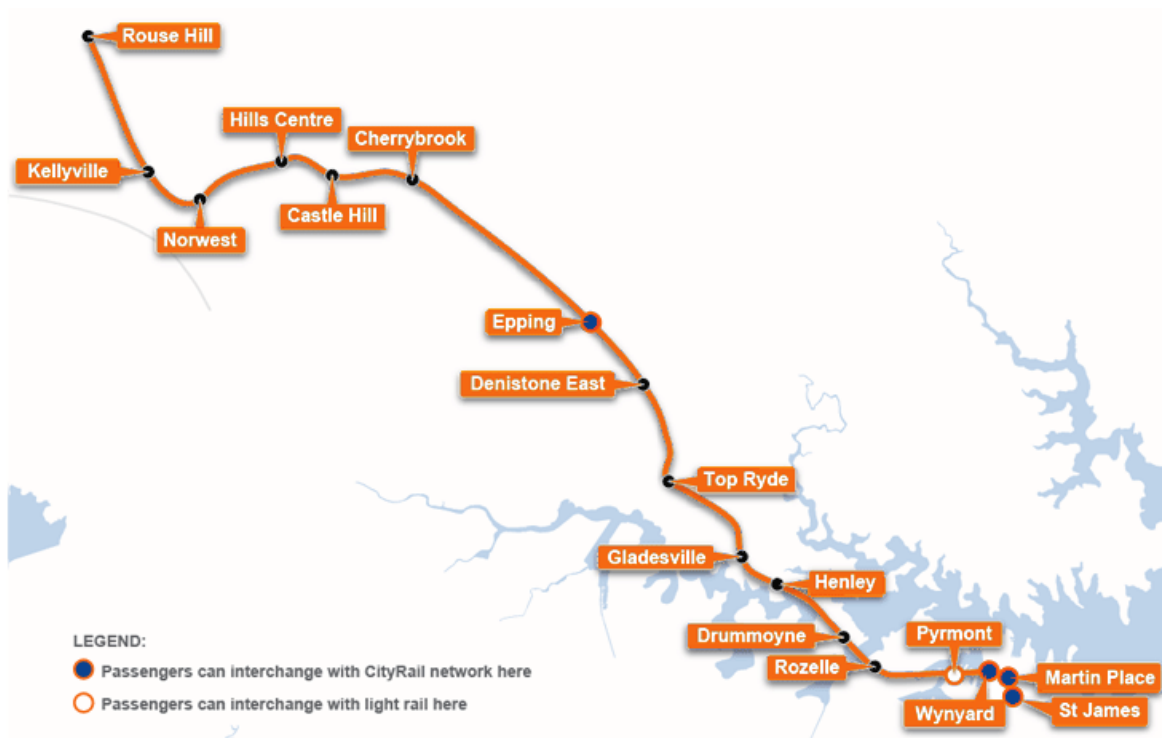 Rouse Hill
Hills Centre
Cherrybrook
Kellyville
Castle Hill
Norwest
Epping
Denistone East
Top Ryde
Gladesville
Henley
Drummoyne
Pyrmont
Rozelle
Martin Place
Wynyard
St James
LEGEND:
Passengers can interchange with CityRail network here
Passengers can interchange with light rail here